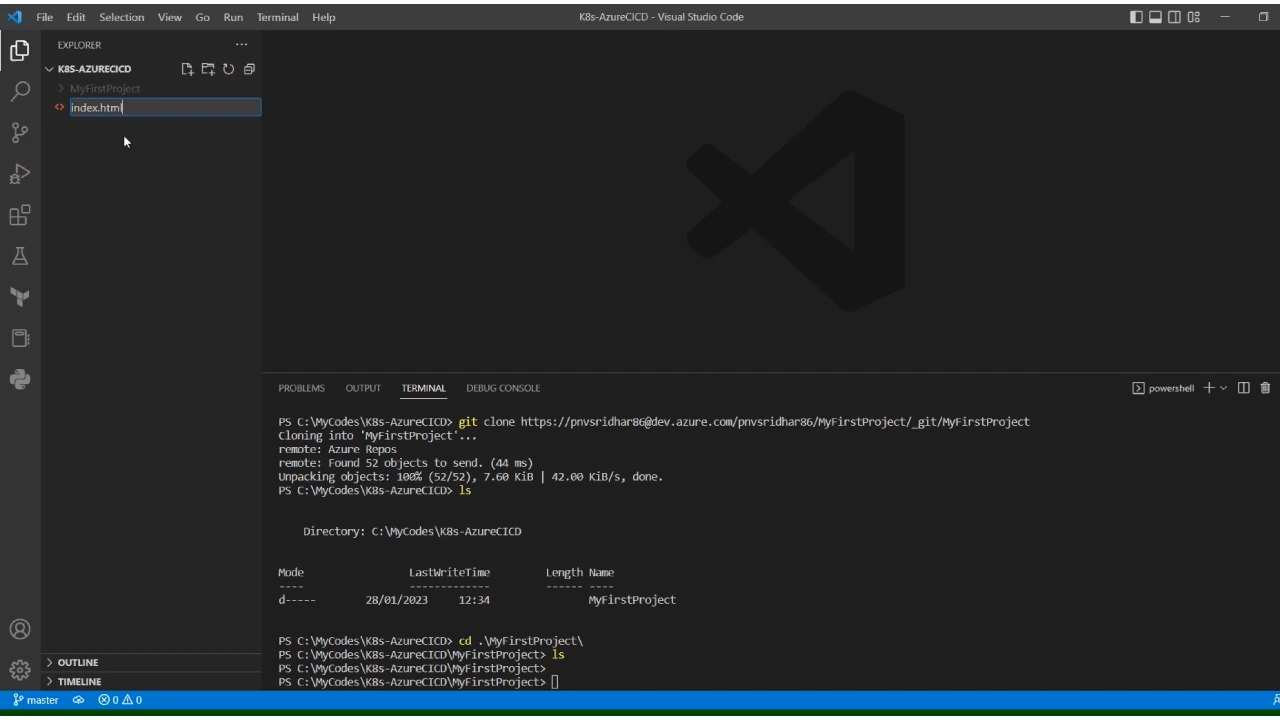 File Edit Selection View Go Run Terminal Help
K8s-AzureCICD - Visual Studio Code
EXPLORER
K8S-AZURECICD
MyFirstProject
index.html
PROBLEMS OUTPUT TERMINAL DEBUG CONSOLE
powershell
PS C:\MyCodes\K8s-AzureCICD> git clone https://pnvsridhar86@dev.azure.com/pnvsridhar86/MyFirstProject/_git/MyFirstProject
Cloning into 'MyFirstProject'...
remote: Azure Repos
remote: Found 52 objects to send. (44 ms)
Unpacking objects: 100% (52/52), 7.60 KiB | 42.00 KiB/s, done.
PS C:\MyCodes\K8s-AzureCICD> ls
Directory: C:\MyCodes\K8s-AzureCICD
Mode LastWriteTime Length Name
---- ------------- ------ ----
d----- 28/01/2023 12:34 MyFirstProject
PS C:\MyCodes\K8s-AzureCICD> cd .\MyFirstProject\
PS C:\MyCodes\K8s-AzureCICD\MyFirstProject> ls
PS C:\MyCodes\K8s-AzureCICD\MyFirstProject>
PS C:\MyCodes\K8s-AzureCICD\MyFirstProject>
OUTLINE
TIMELINE
master 0 0